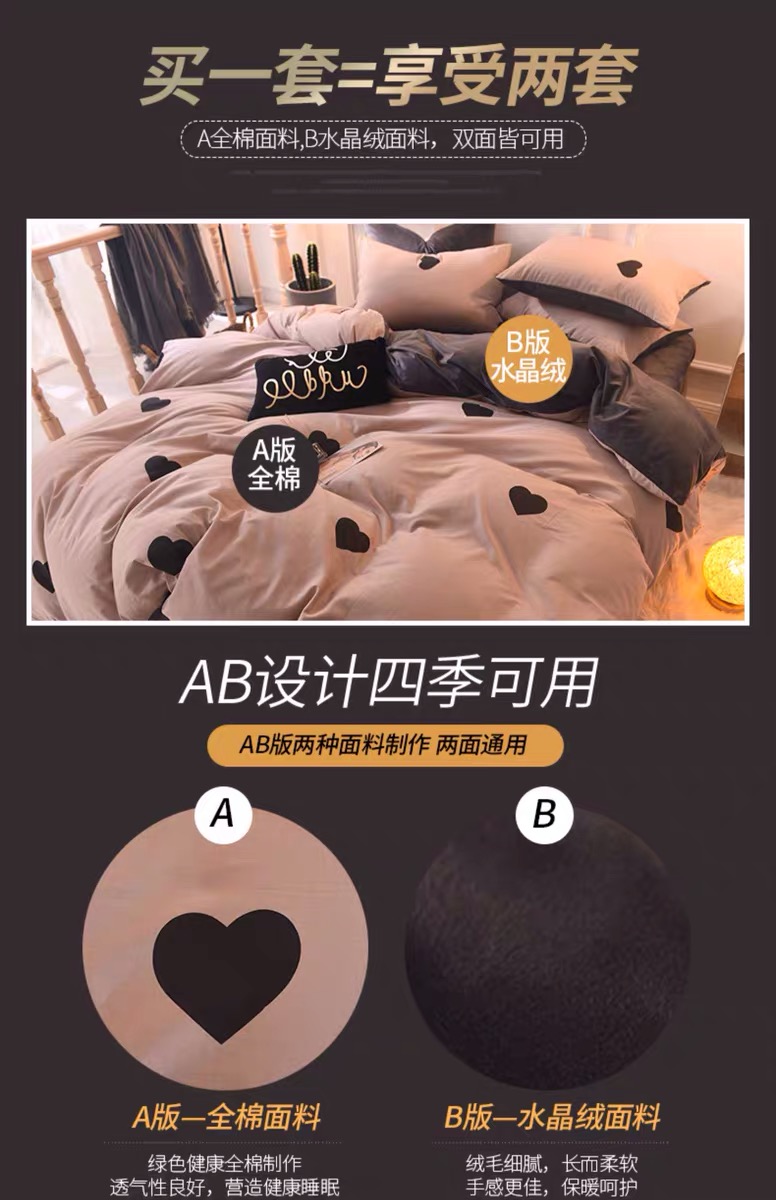 买一套=享受两套
A全棉面料,B水晶绒面料，双面皆可用
B版
水晶绒
A版
全棉
AB设计四季可用
AB版两种面料制作 两面通用
A
B
A版—全棉面料
B版—水晶绒面料
绿色健康全棉制作
透气性良好，营造健康睡眠
绒毛细腻，长而柔软
手感更佳，保暖呵护